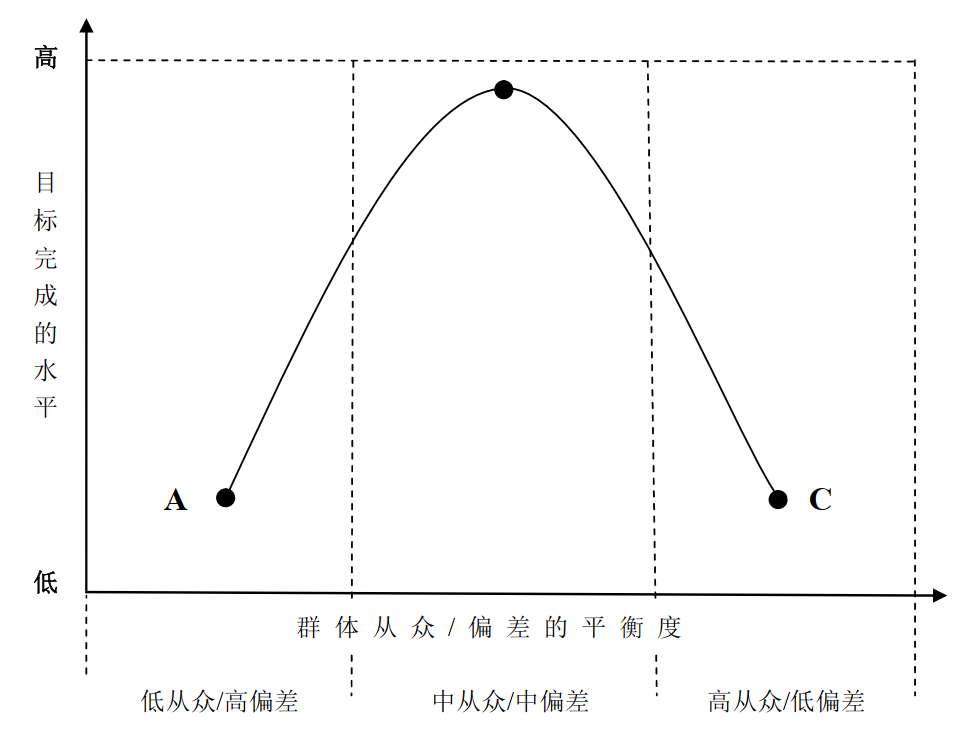 高
目标完成的水平
A
C
低
群体从众/偏差的平衡度
低从众/高偏差
中从众/中偏差
高从众/低偏差